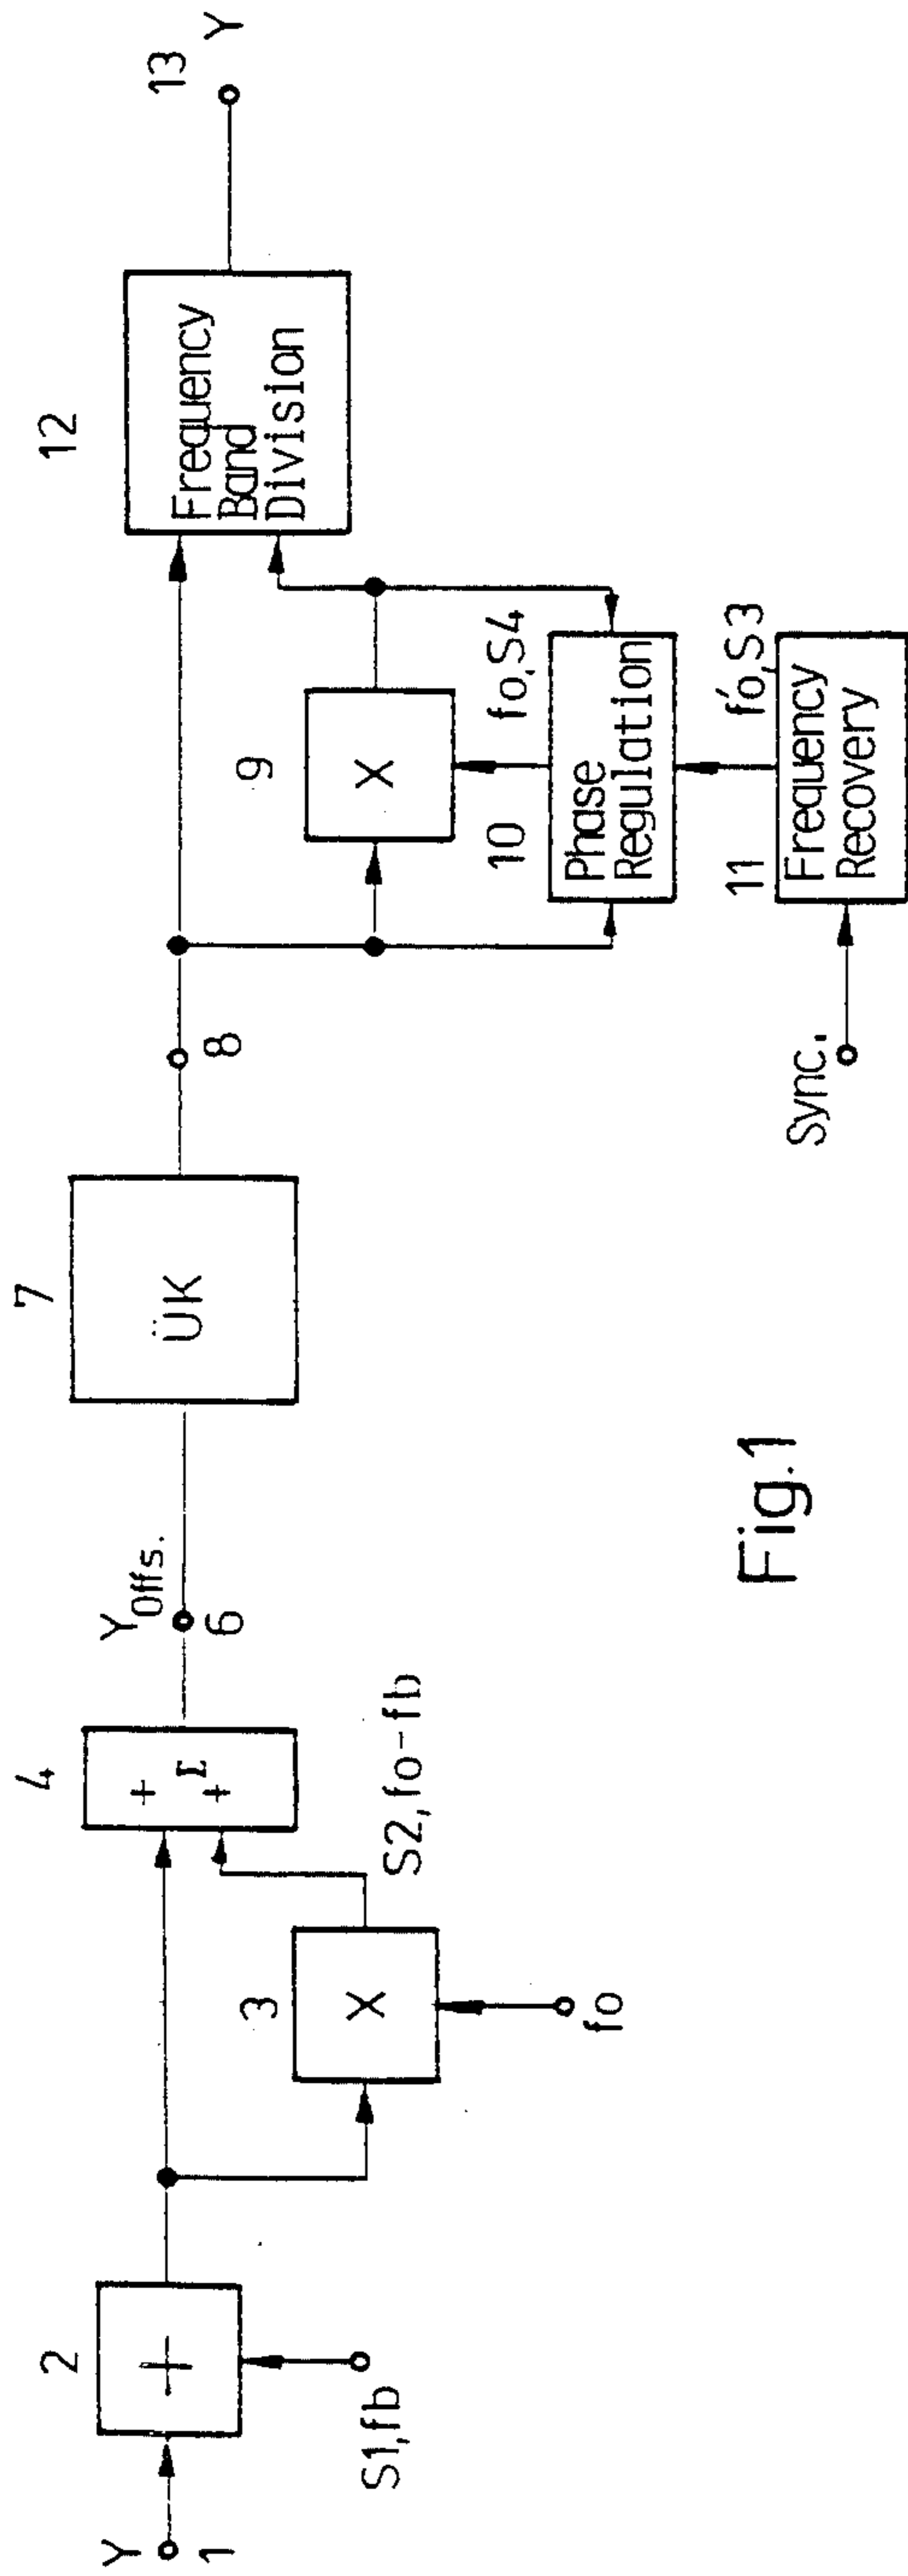 Y
1
2
+
S1,fb
3
X
fo
4
+
Σ
+
S2,fo-fb
Y Offs.
6
7
ÜK
8
9
X
fo,S4
10
Phase
Regulation
11
f'o,S3
Frequency
Recovery
Sync.
12
Frequency
Band
Division
13
Y
Fig.1